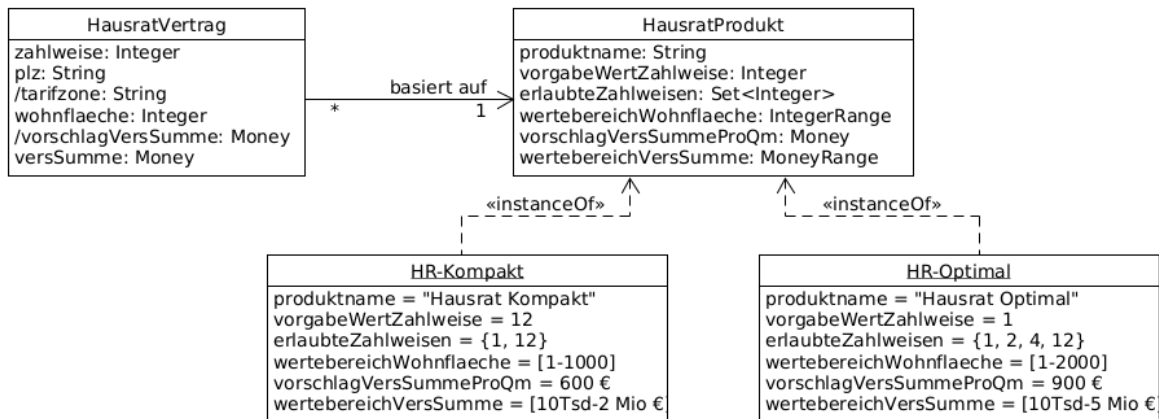 HausratVertrag
zahlweise: Integer
plz: String
/tarifzone: String
wohnflaeche: Integer
/vorschlagVersSumme: Money
versSumme: Money
basiert auf
*
1
HausratProdukt
produktname: String
vorgabeWertZahlweise: Integer
erlaubteZahlweisen: Set<Integer>
wertebereichWohnflaeche: IntegerRange
vorschlagVersSummeProQm: Money
wertebereichVersSumme: MoneyRange
«instanceOf»
«instanceOf»
HR-Kompakt
produktname = "Hausrat Kompakt"
vorgabeWertZahlweise = 12
erlaubteZahlweisen = {1, 12}
wertebereichWohnflaeche = [1-1000]
vorschlagVersSummeProQm = 600 €
wertebereichVersSumme = [10Tsd-2 Mio €]
HR-Optimal
produktname = "Hausrat Optimal"
vorgabeWertZahlweise = 1
erlaubteZahlweisen = {1, 2, 4, 12}
wertebereichWohnflaeche = [1-2000]
vorschlagVersSummeProQm = 900 €
wertebereichVersSumme = [10Tsd-5 Mio €]